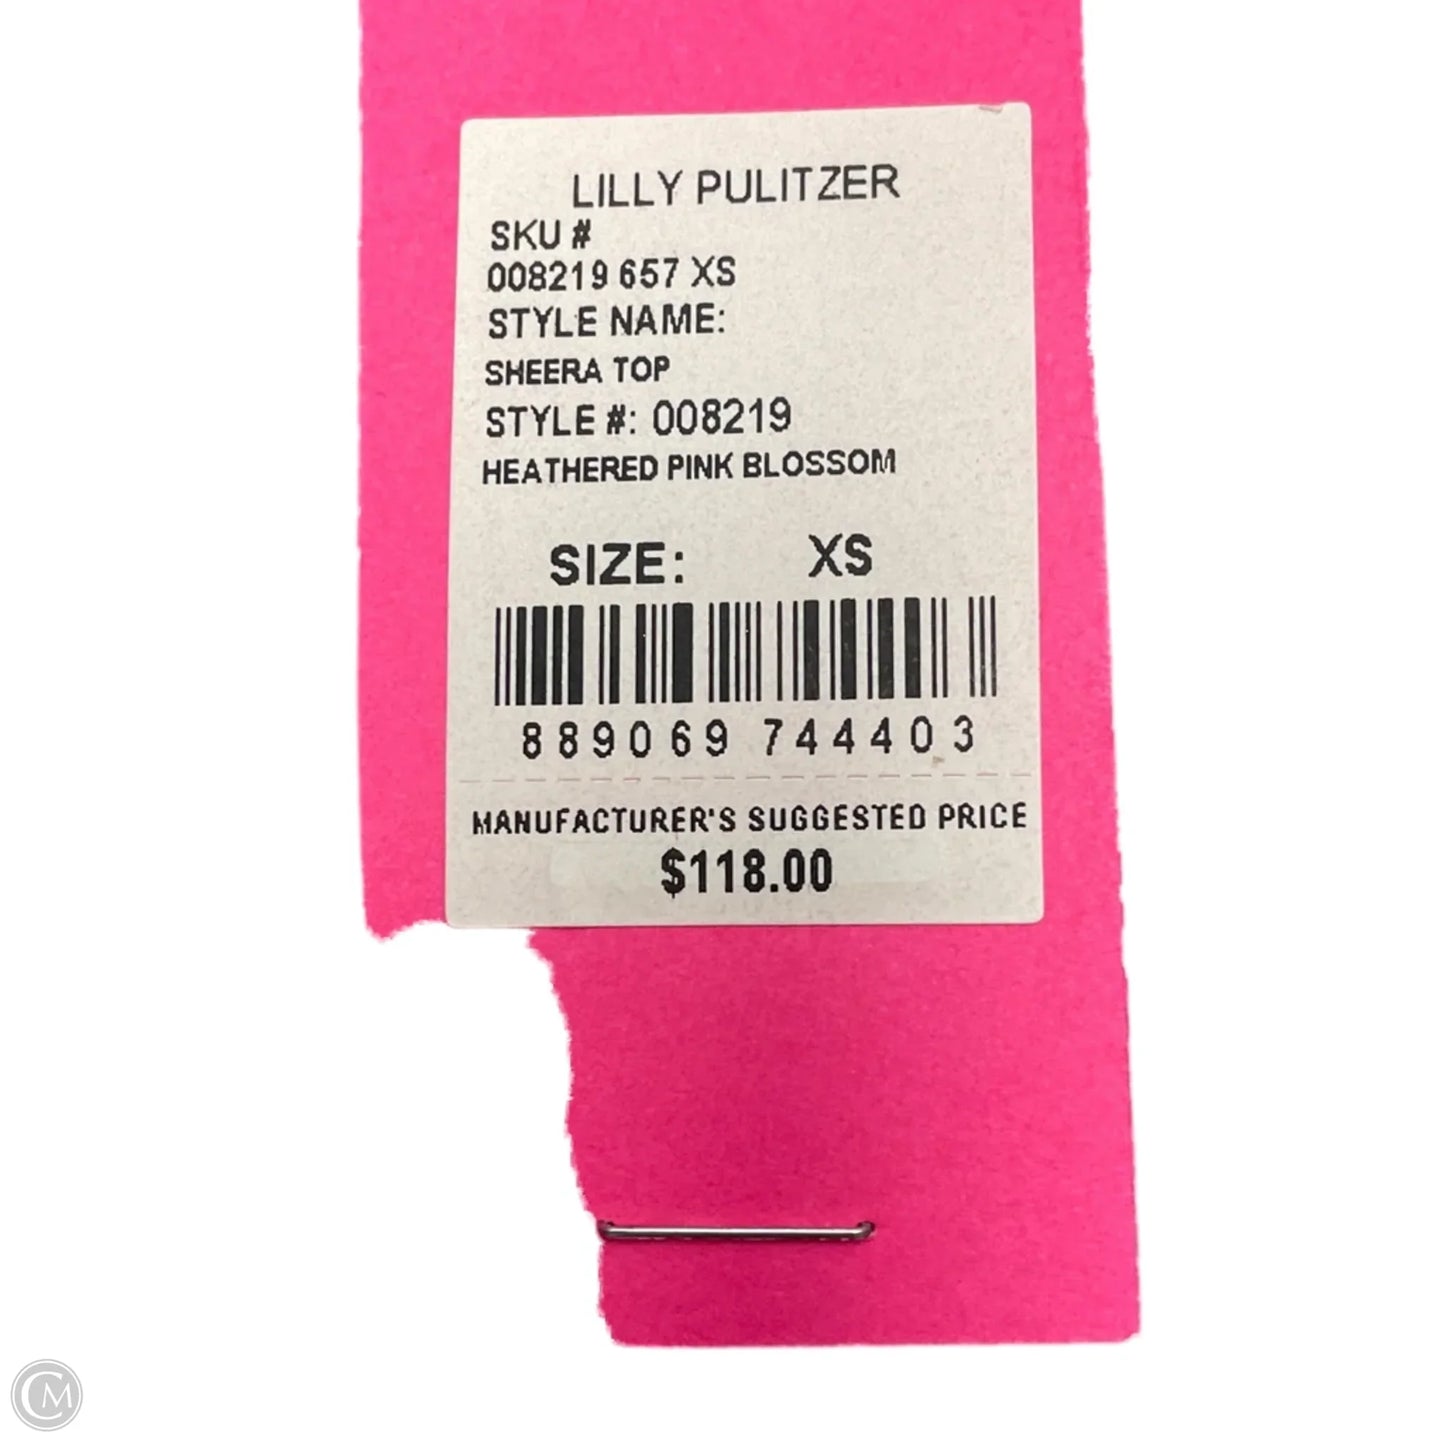 LILLY PULITZER
SKU #
008219 657 XS
STYLE NAME:
SHEERA TOP
STYLE #: 008219
HEATHERED PINK BLOSSOM
SIZE: XS
889069 744403
MANUFACTURER'S SUGGESTED PRICE
$118.00
CM